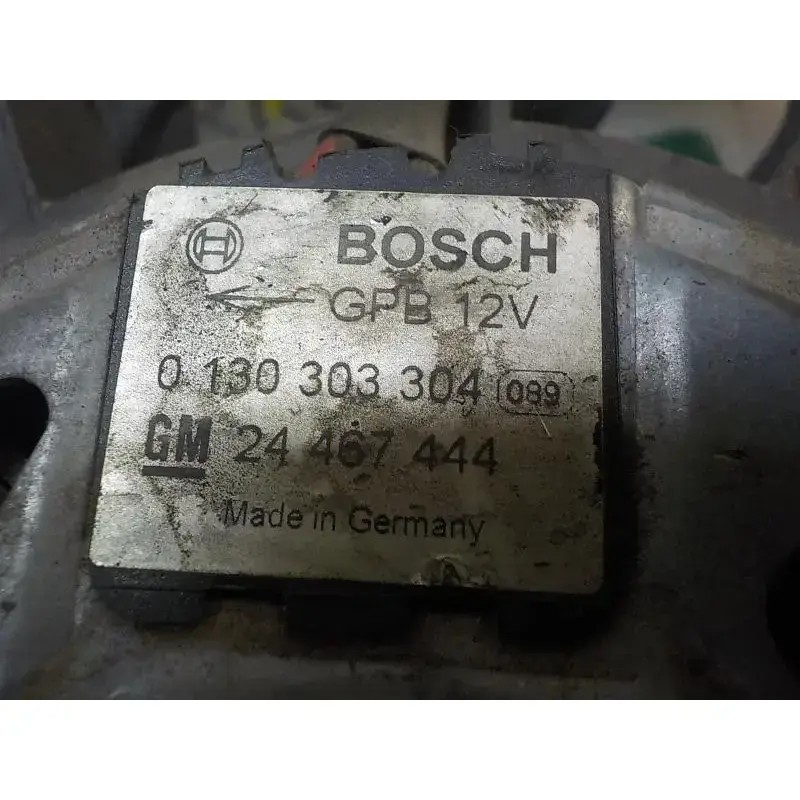 BOSCH
GPB 12V
0 130 303 304 089
GM 24 467 444
Made in Germany